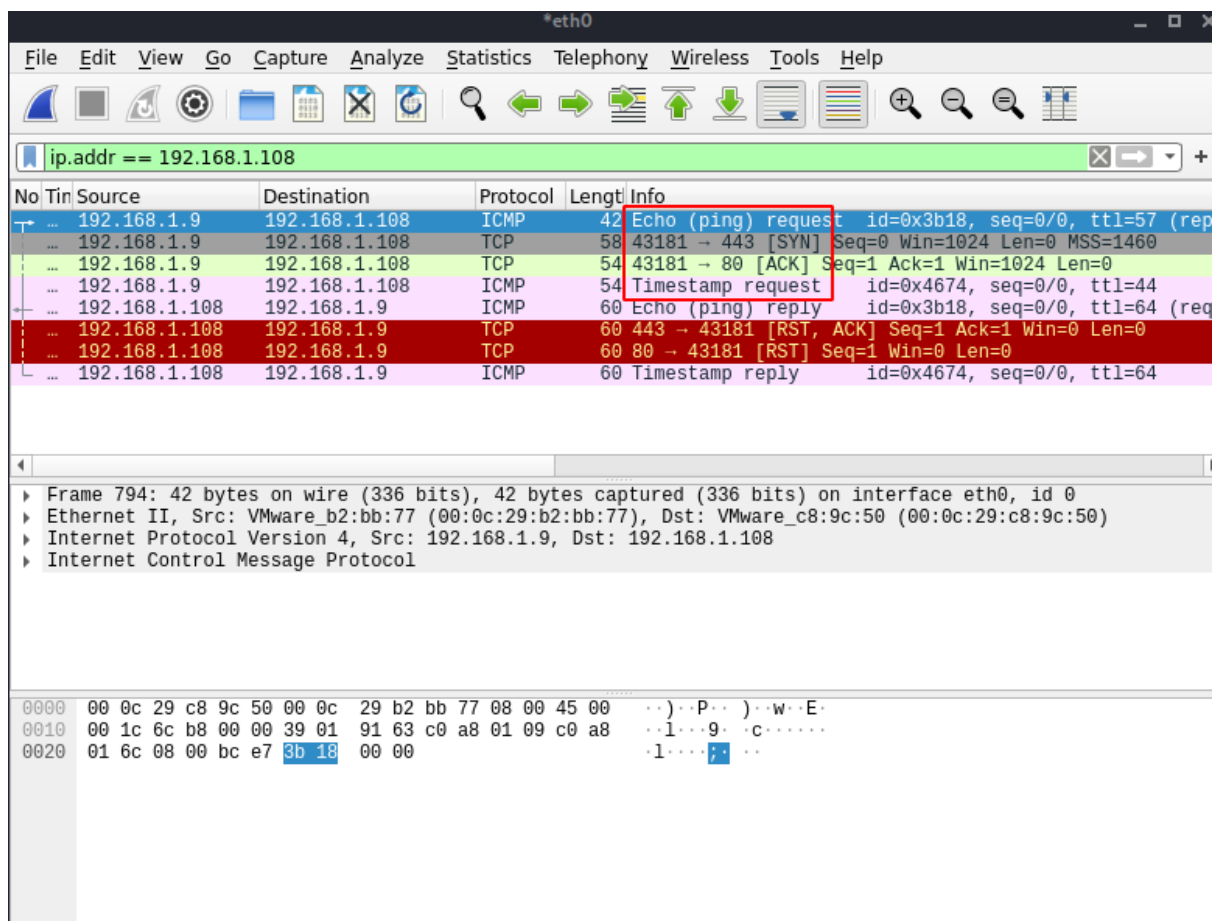 *eth0
File Edit View Go Capture Analyze Statistics Telephony Wireless Tools Help
ip.addr == 192.168.1.108
No Tin Source Destination Protocol Lengtl Info
... 192.168.1.9 192.168.1.108 ICMP 42 Echo (ping) request id=0x3b18, seq=0/0, ttl=57 (rep
... 192.168.1.9 192.168.1.108 TCP 58 43181 → 443 [SYN] Seq=0 Win=1024 Len=0 MSS=1460
... 192.168.1.9 192.168.1.108 TCP 54 43181 → 80 [ACK] Seq=1 Ack=1 Win=1024 Len=0
... 192.168.1.9 192.168.1.108 ICMP 54 Timestamp request id=0x4674, seq=0/0, ttl=44
... 192.168.1.108 192.168.1.9 ICMP 60 Echo (ping) reply id=0x3b18, seq=0/0, ttl=64 (req
... 192.168.1.108 192.168.1.9 TCP 60 443 → 43181 [RST, ACK] Seq=1 Ack=1 Win=0 Len=0
... 192.168.1.108 192.168.1.9 TCP 60 80 → 43181 [RST] Seq=1 Win=0 Len=0
... 192.168.1.108 192.168.1.9 ICMP 60 Timestamp reply id=0x4674, seq=0/0, ttl=64
Frame 794: 42 bytes on wire (336 bits), 42 bytes captured (336 bits) on interface eth0, id 0
Ethernet II, Src: VMware_b2:bb:77 (00:0c:29:b2:bb:77), Dst: VMware_c8:9c:50 (00:0c:29:c8:9c:50)
Internet Protocol Version 4, Src: 192.168.1.9, Dst: 192.168.1.108
Internet Control Message Protocol
0000 00 0c 29 c8 9c 50 00 0c 29 b2 bb 77 08 00 45 00 ··)··P·· )··w··E·
0010 00 1c 6c b8 00 00 39 01 91 63 c0 a8 01 09 c0 a8 ··l···9· ·c······
0020 01 6c 08 00 bc e7 3b 18 00 00 ·l····;· ··